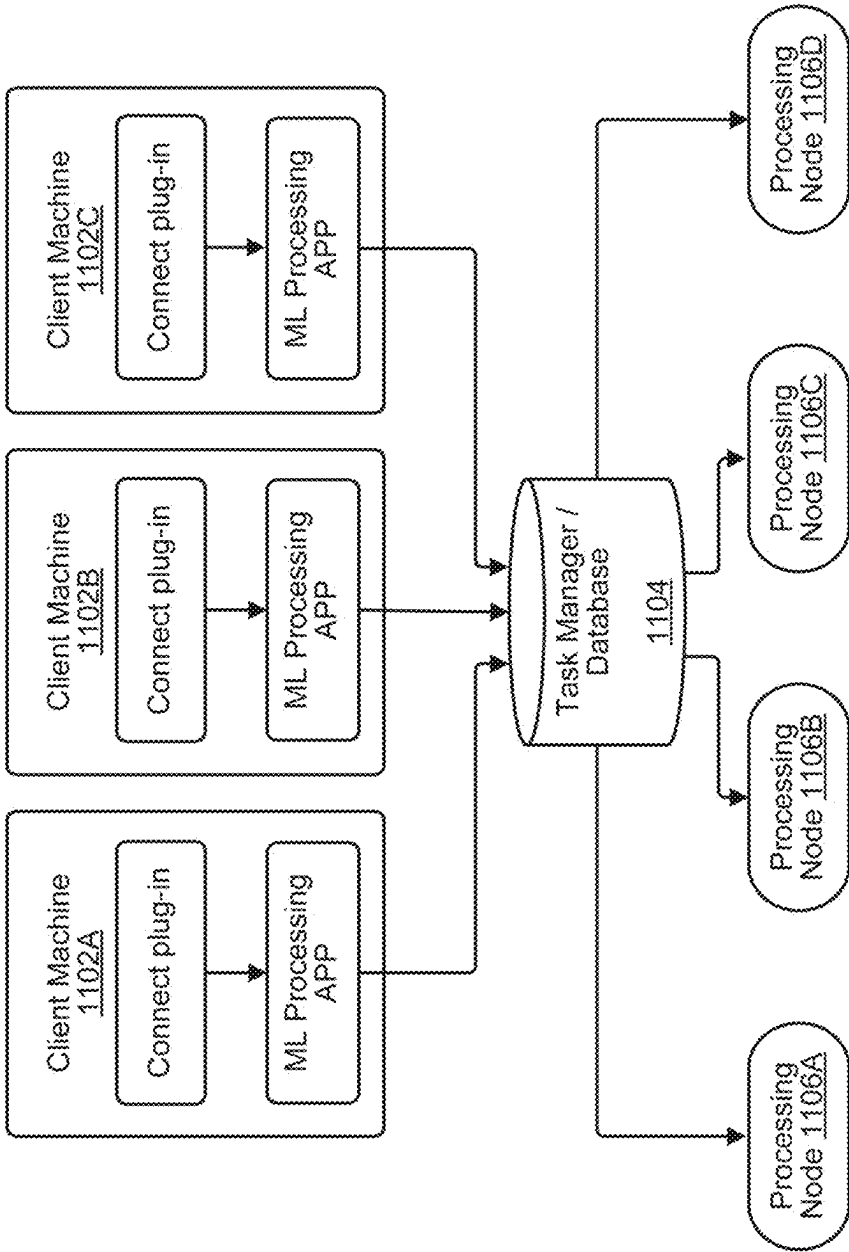 Client Machine
1102A
Connect plug-in
ML Processing
APP
Client Machine
1102B
Connect plug-in
ML Processing
APP
Client Machine
1102C
Connect plug-in
ML Processing
APP
Task Manager /
Database
1104
Processing
Node 1106A
Processing
Node 1106B
Processing
Node 1106C
Processing
Node 1106D